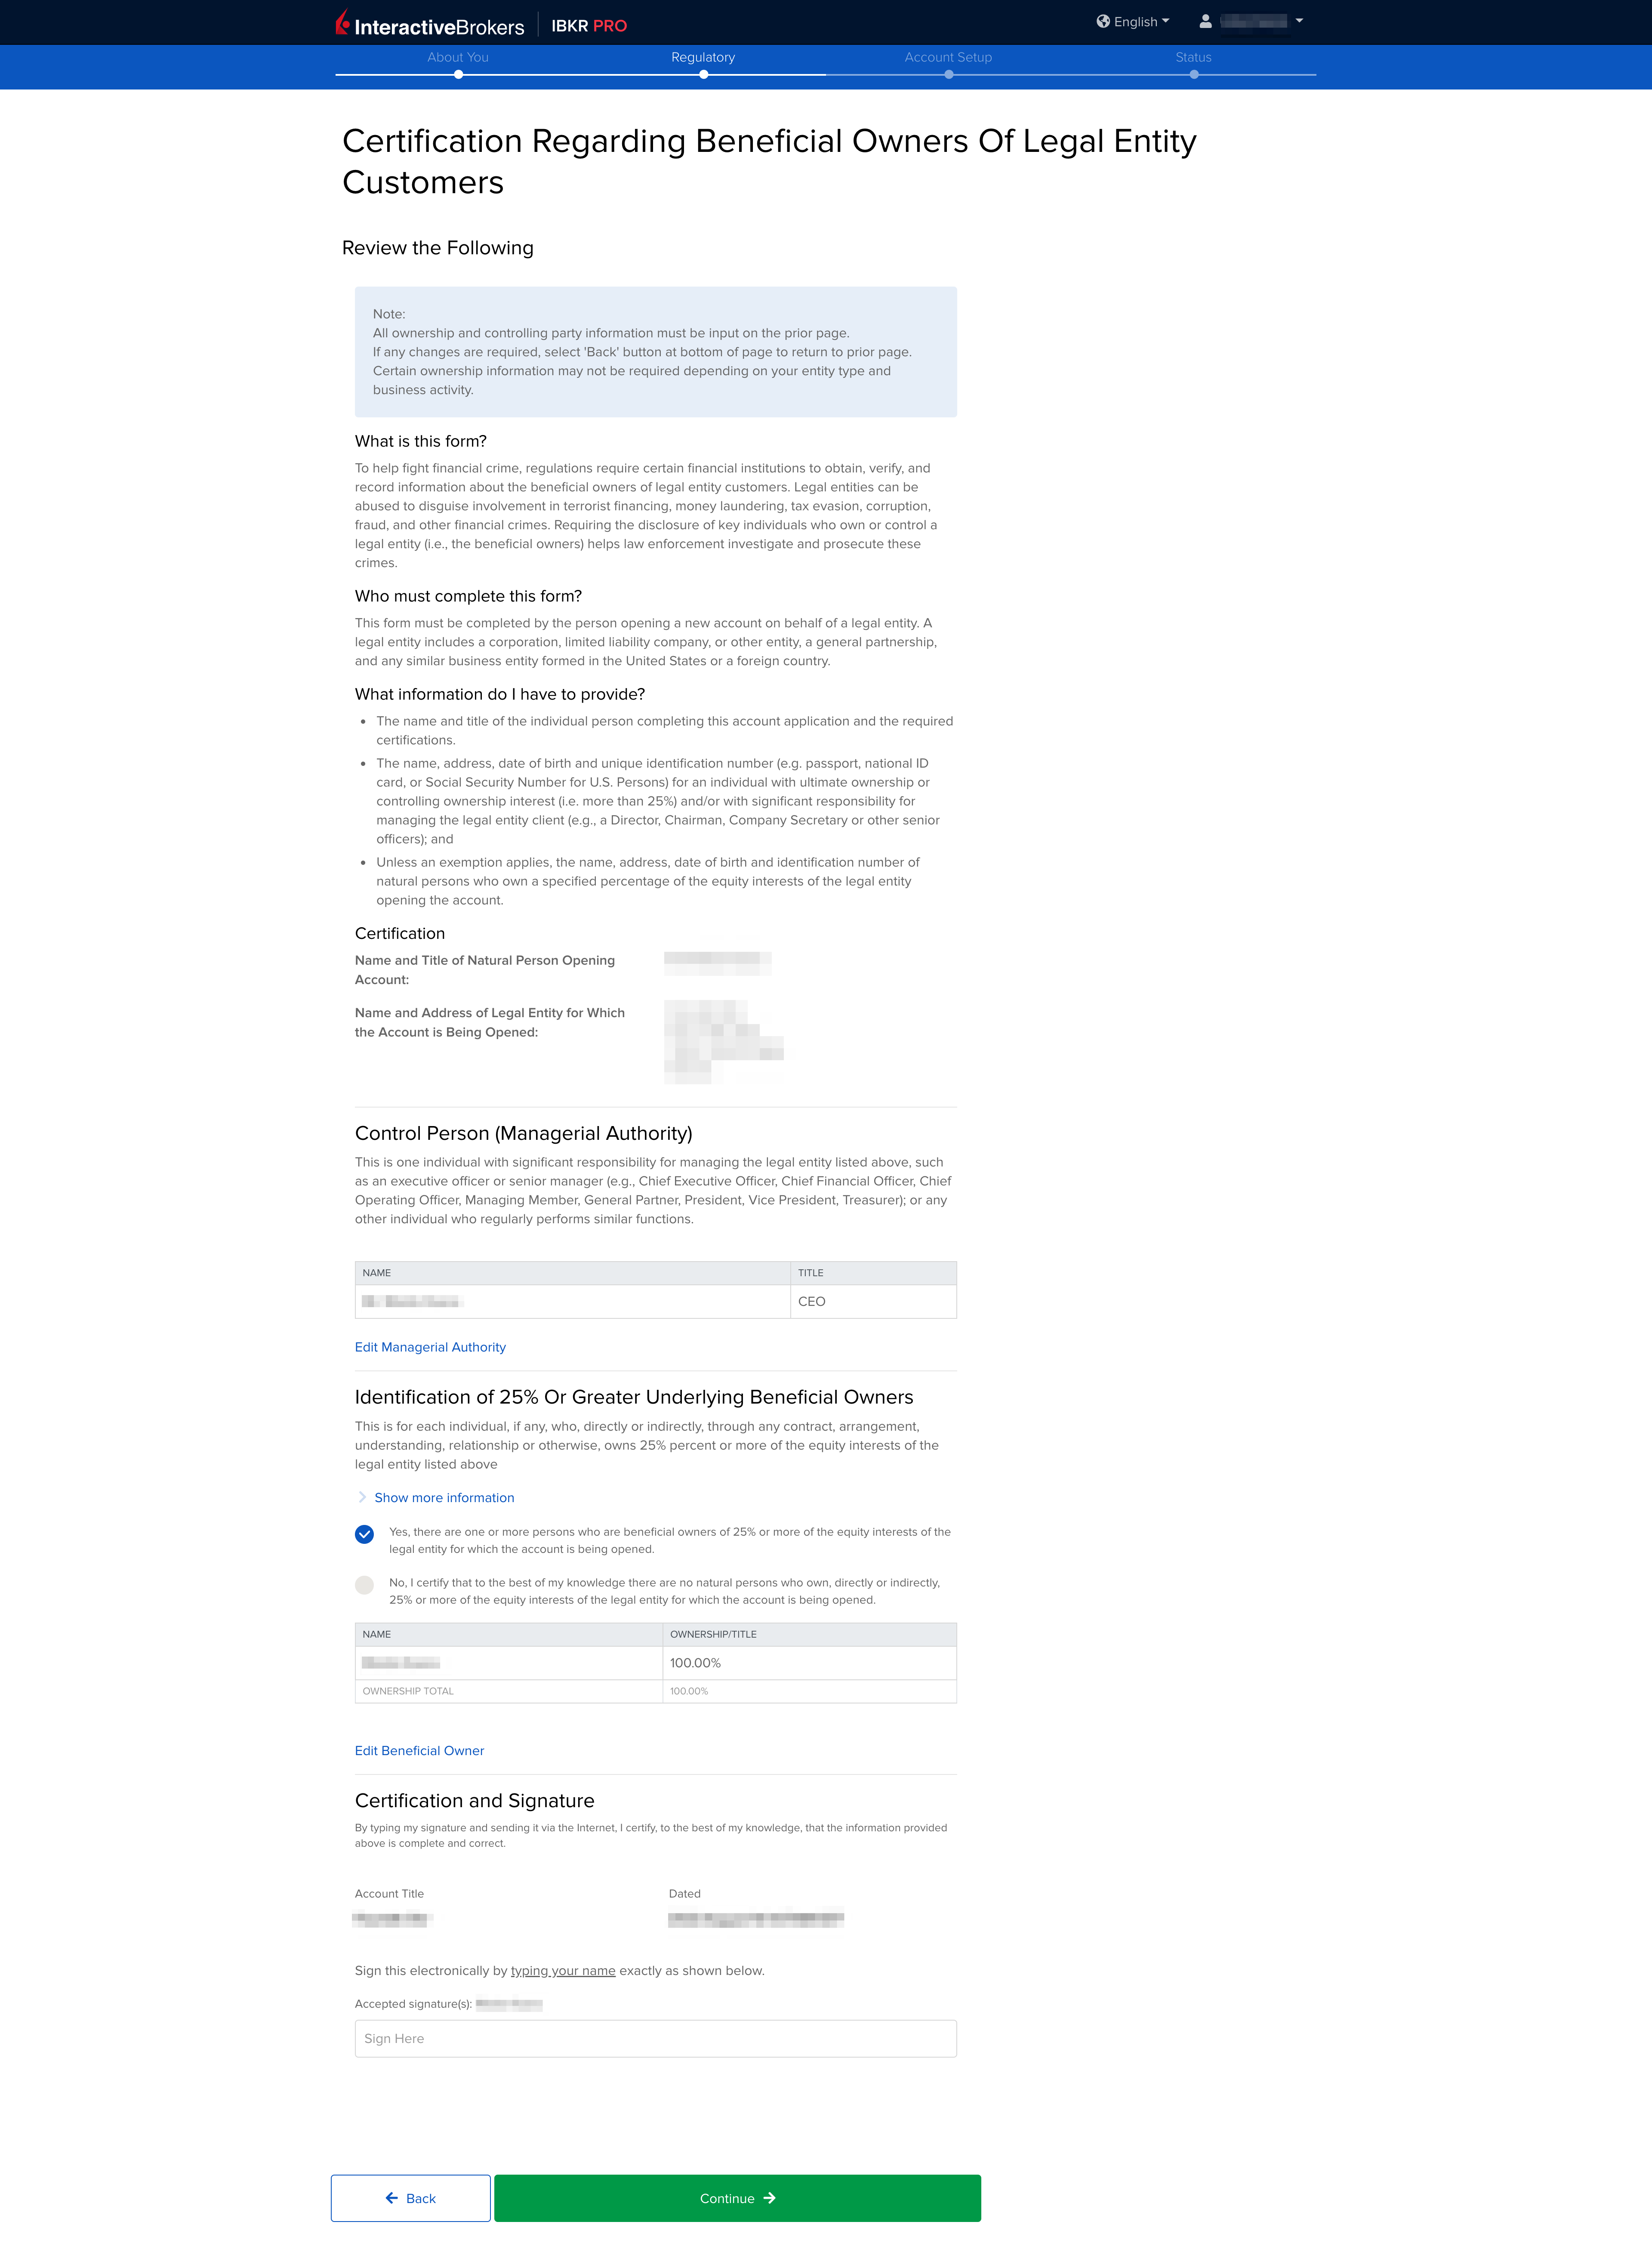 InteractiveBrokers IBKR PRO English
About You Regulatory Account Setup Status
Certification Regarding Beneficial Owners Of Legal Entity
Customers
Review the Following
Note:
All ownership and controlling party information must be input on the prior page.
If any changes are required, select 'Back' button at bottom of page to return to prior page.
Certain ownership information may not be required depending on your entity type and
business activity.
What is this form?
To help fight financial crime, regulations require certain financial institutions to obtain, verify, and
record information about the beneficial owners of legal entity customers. Legal entities can be
abused to disguise involvement in terrorist financing, money laundering, tax evasion, corruption,
fraud, and other financial crimes. Requiring the disclosure of key individuals who own or control a
legal entity (i.e., the beneficial owners) helps law enforcement investigate and prosecute these
crimes.
Who must complete this form?
This form must be completed by the person opening a new account on behalf of a legal entity. A
legal entity includes a corporation, limited liability company, or other entity, a general partnership,
and any similar business entity formed in the United States or a foreign country.
What information do I have to provide?
• The name and title of the individual person completing this account application and the required
certifications.
• The name, address, date of birth and unique identification number (e.g. passport, national ID
card, or Social Security Number for U.S. Persons) for an individual with ultimate ownership or
controlling ownership interest (i.e. more than 25%) and/or with significant responsibility for
managing the legal entity client (e.g., a Director, Chairman, Company Secretary or other senior
officers); and
• Unless an exemption applies, the name, address, date of birth and identification number of
natural persons who own a specified percentage of the equity interests of the legal entity
opening the account.
Certification
Name and Title of Natural Person Opening
Account:
Name and Address of Legal Entity for Which
the Account is Being Opened:
Control Person (Managerial Authority)
This is one individual with significant responsibility for managing the legal entity listed above, such
as an executive officer or senior manager (e.g., Chief Executive Officer, Chief Financial Officer, Chief
Operating Officer, Managing Member, General Partner, President, Vice President, Treasurer); or any
other individual who regularly performs similar functions.
NAME TITLE
CEO
Edit Managerial Authority
Identification of 25% Or Greater Underlying Beneficial Owners
This is for each individual, if any, who, directly or indirectly, through any contract, arrangement,
understanding, relationship or otherwise, owns 25% percent or more of the equity interests of the
legal entity listed above
Show more information
Yes, there are one or more persons who are beneficial owners of 25% or more of the equity interests of the
legal entity for which the account is being opened.
No, I certify that to the best of my knowledge there are no natural persons who own, directly or indirectly,
25% or more of the equity interests of the legal entity for which the account is being opened.
NAME OWNERSHIP/TITLE
100.00%
OWNERSHIP TOTAL 100.00%
Edit Beneficial Owner
Certification and Signature
By typing my signature and sending it via the Internet, I certify, to the best of my knowledge, that the information provided
above is complete and correct.
Account Title Dated
Sign this electronically by typing your name exactly as shown below.
Accepted signature(s):
Sign Here
Back Continue